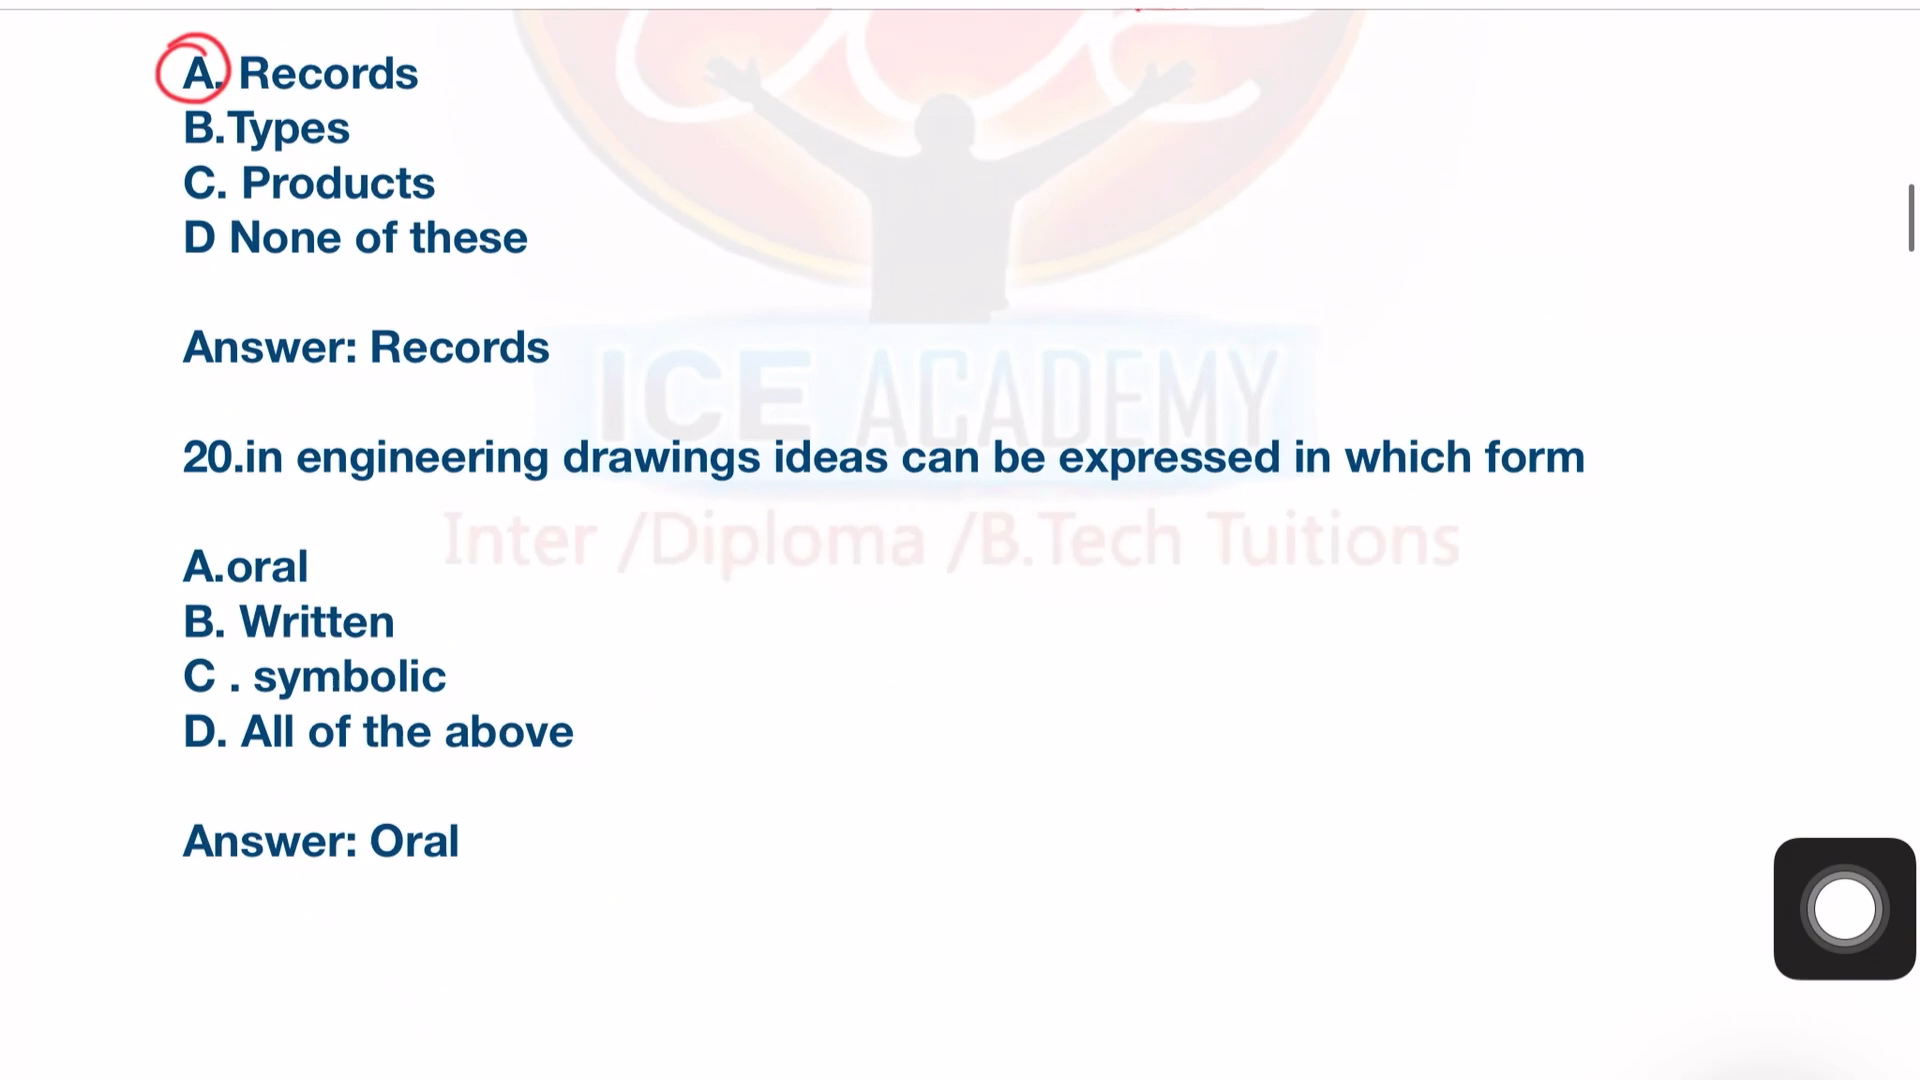 A. Records
B.Types
C. Products
D None of these
Answer: Records
ICE ACADEMY
20.in engineering drawings ideas can be expressed in which form
Inter /Diploma /B.Tech Tuitions
A.oral
B. Written
C . symbolic
D. All of the above
Answer: Oral